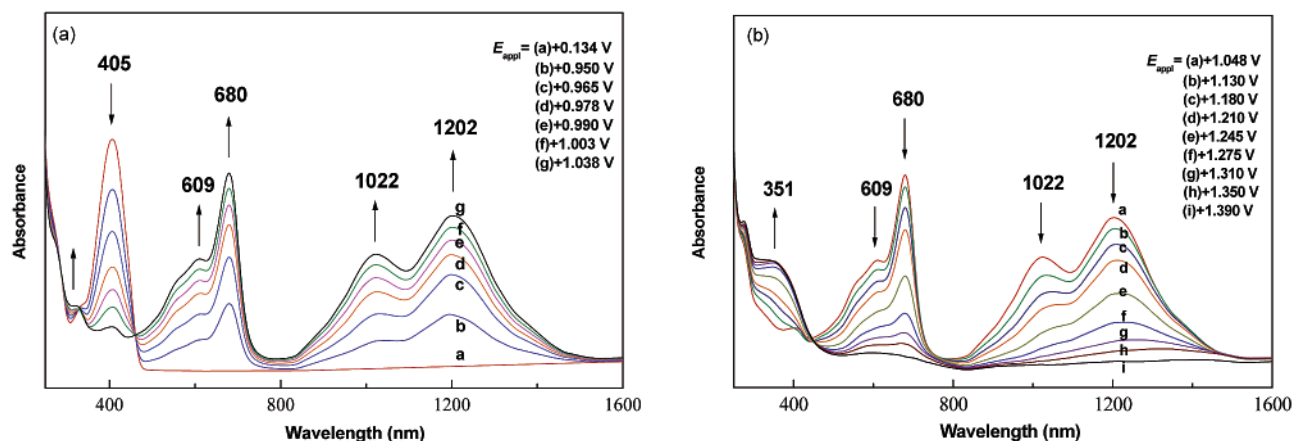 (a)
E_appl = (a)+0.134 V
(b)+0.950 V
(c)+0.965 V
(d)+0.978 V
(e)+0.990 V
(f)+1.003 V
(g)+1.038 V
405
680
609
1022
1202
g
f
e
d
c
b
a
Absorbance
400
800
1200
1600
Wavelength (nm)
(b)
E_appl = (a)+1.048 V
(b)+1.130 V
(c)+1.180 V
(d)+1.210 V
(e)+1.245 V
(f)+1.275 V
(g)+1.310 V
(h)+1.350 V
(i)+1.390 V
680
351
609
1022
1202
a
b
c
d
e
f
g
h
i
Absorbance
400
800
1200
1600
Wavelength (nm)